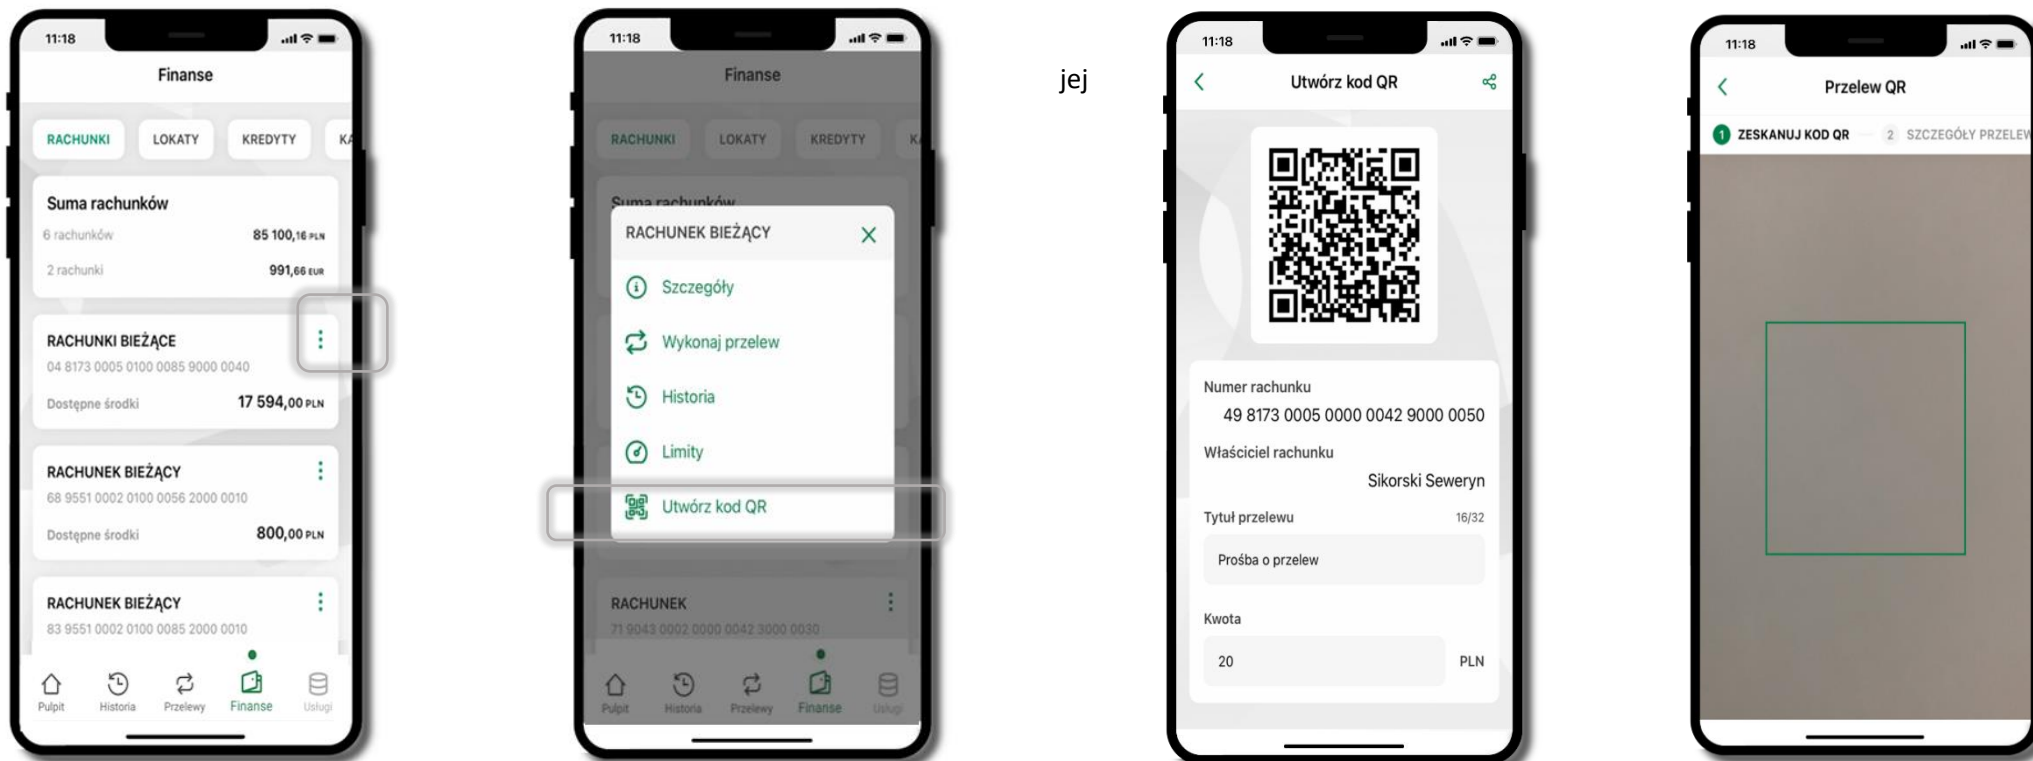 11:18
Finanse
RACHUNKI LOKATY KREDYTY KA
Suma rachunków
6 rachunków 85 100,16 PLN
2 rachunki 991,66 EUR
RACHUNKI BIEŻĄCE
04 8173 0005 0100 0085 9000 0040
Dostępne środki 17 594,00 PLN
RACHUNEK BIEŻĄCY
68 9551 0002 0100 0056 2000 0010
Dostępne środki 800,00 PLN
RACHUNEK BIEŻĄCY
83 9551 0002 0100 0085 2000 0010
Pulpit Historia Przelewy Finanse Usługi
11:18
Finanse
RACHUNKI LOKATY KREDYTY KA
Suma rachunków
RACHUNEK BIEŻĄCY
Szczegóły
Wykonaj przelew
Historia
Limity
Utwórz kod QR
RACHUNEK
71 9043 0002 0000 0042 3000 0030
Pulpit Historia Przelewy Finanse Usługi
jej
11:18
Utwórz kod QR
Numer rachunku
49 8173 0005 0000 0042 9000 0050
Właściciel rachunku
Sikorski Seweryn
Tytuł przelewu 16/32
Prośba o przelew
Kwota
20 PLN
11:18
Przelew QR
1 ZESKANUJ KOD QR 2 SZCZEGÓŁY PRZELEW